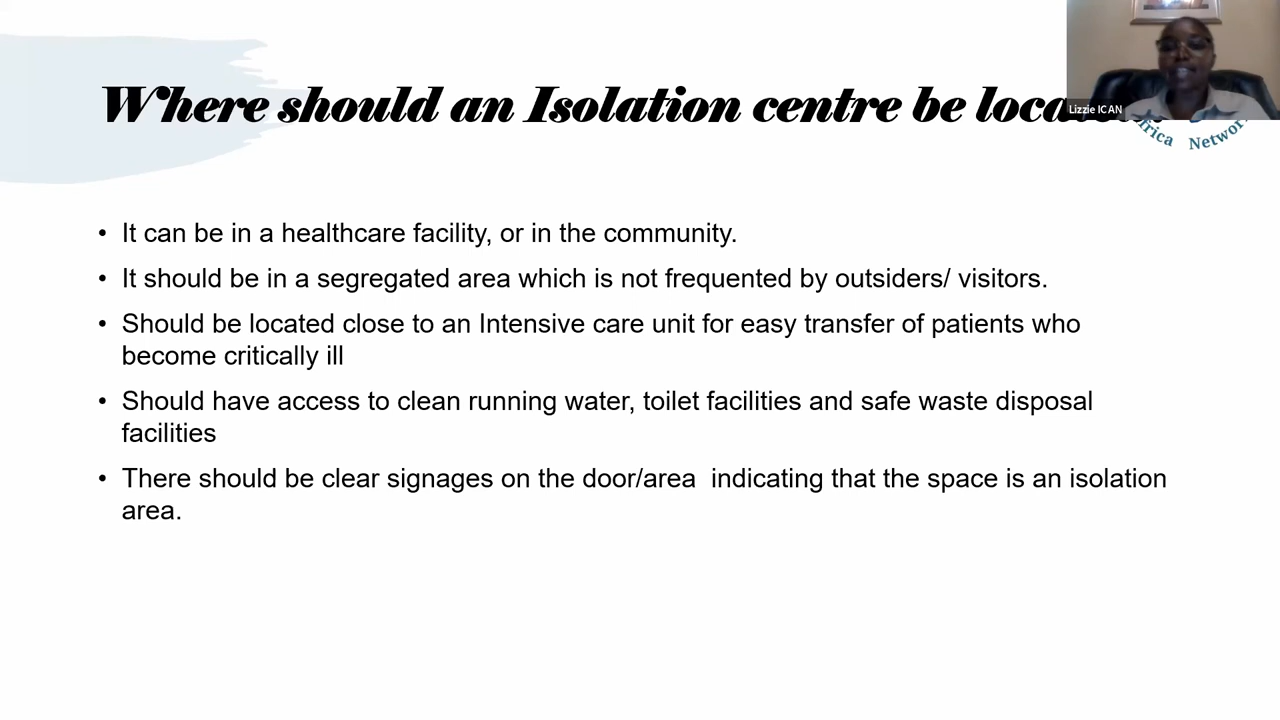 Where should an Isolation centre be
Lizzie ICAN
Network
• It can be in a healthcare facility, or in the community.
• It should be in a segregated area which is not frequented by outsiders/ visitors.
• Should be located close to an Intensive care unit for easy transfer of patients who
become critically ill
• Should have access to clean running water, toilet facilities and safe waste disposal
facilities
• There should be clear signages on the door/area  indicating that the space is an isolation
area.